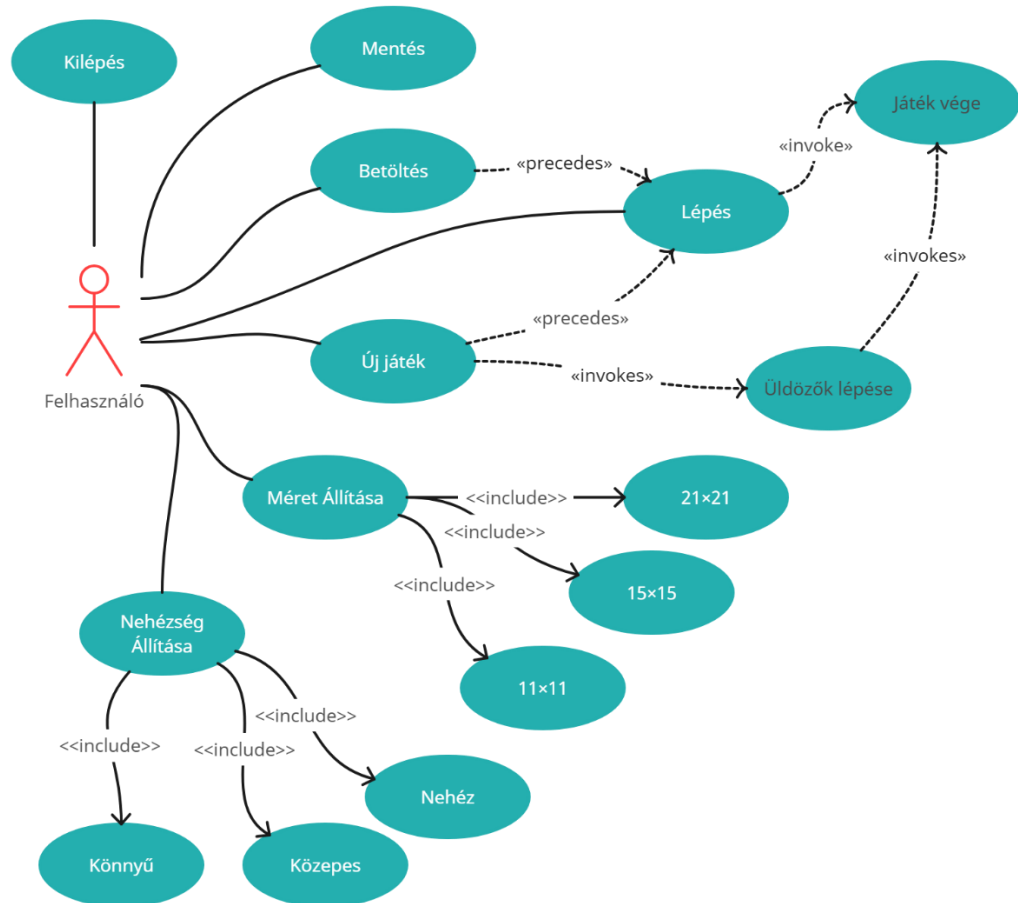 Mentés
Kilépés
Játék vége
«invoke»
Betöltés
«precedes»
Lépés
«invokes»
«precedes»
Új játék
«invokes»
Üldözők lépése
Felhasználó
Méret Állítása
<<include>>
21×21
<<include>>
<<include>>
15×15
Nehézség
Állítása
11×11
<<include>>
<<include>>
<<include>>
Nehéz
Könnyű
Közepes